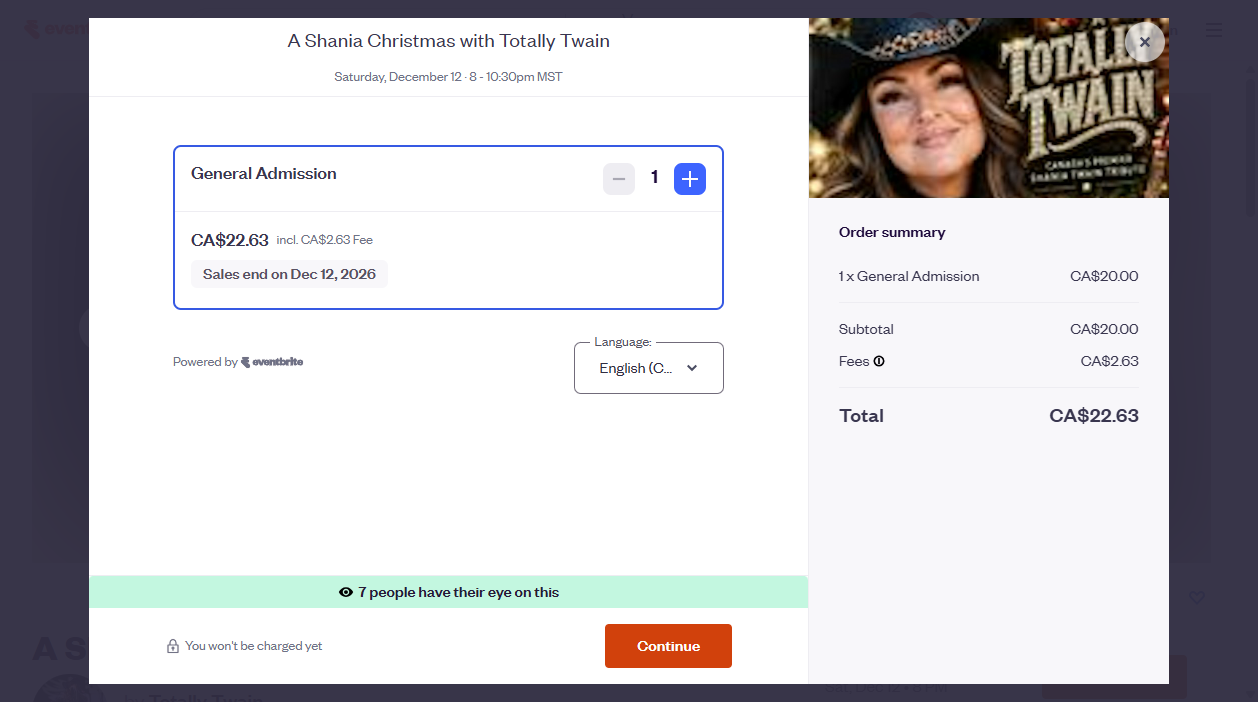 A Shania Christmas with Totally Twain
Saturday, December 12 · 8 - 10:30pm MST
General Admission
1
CA$22.63 incl. CA$2.63 Fee
Sales end on Dec 12, 2026
Powered by eventbrite
Language:
English (C...
7 people have their eye on this
You won't be charged yet
Continue
TOTALLY
TWAIN
CANADA'S PREMIER
SHANIA TWAIN TRIBUTE
Order summary
1 x General Admission CA$20.00
Subtotal CA$20.00
Fees CA$2.63
Total CA$22.63
A S
Totally Twain